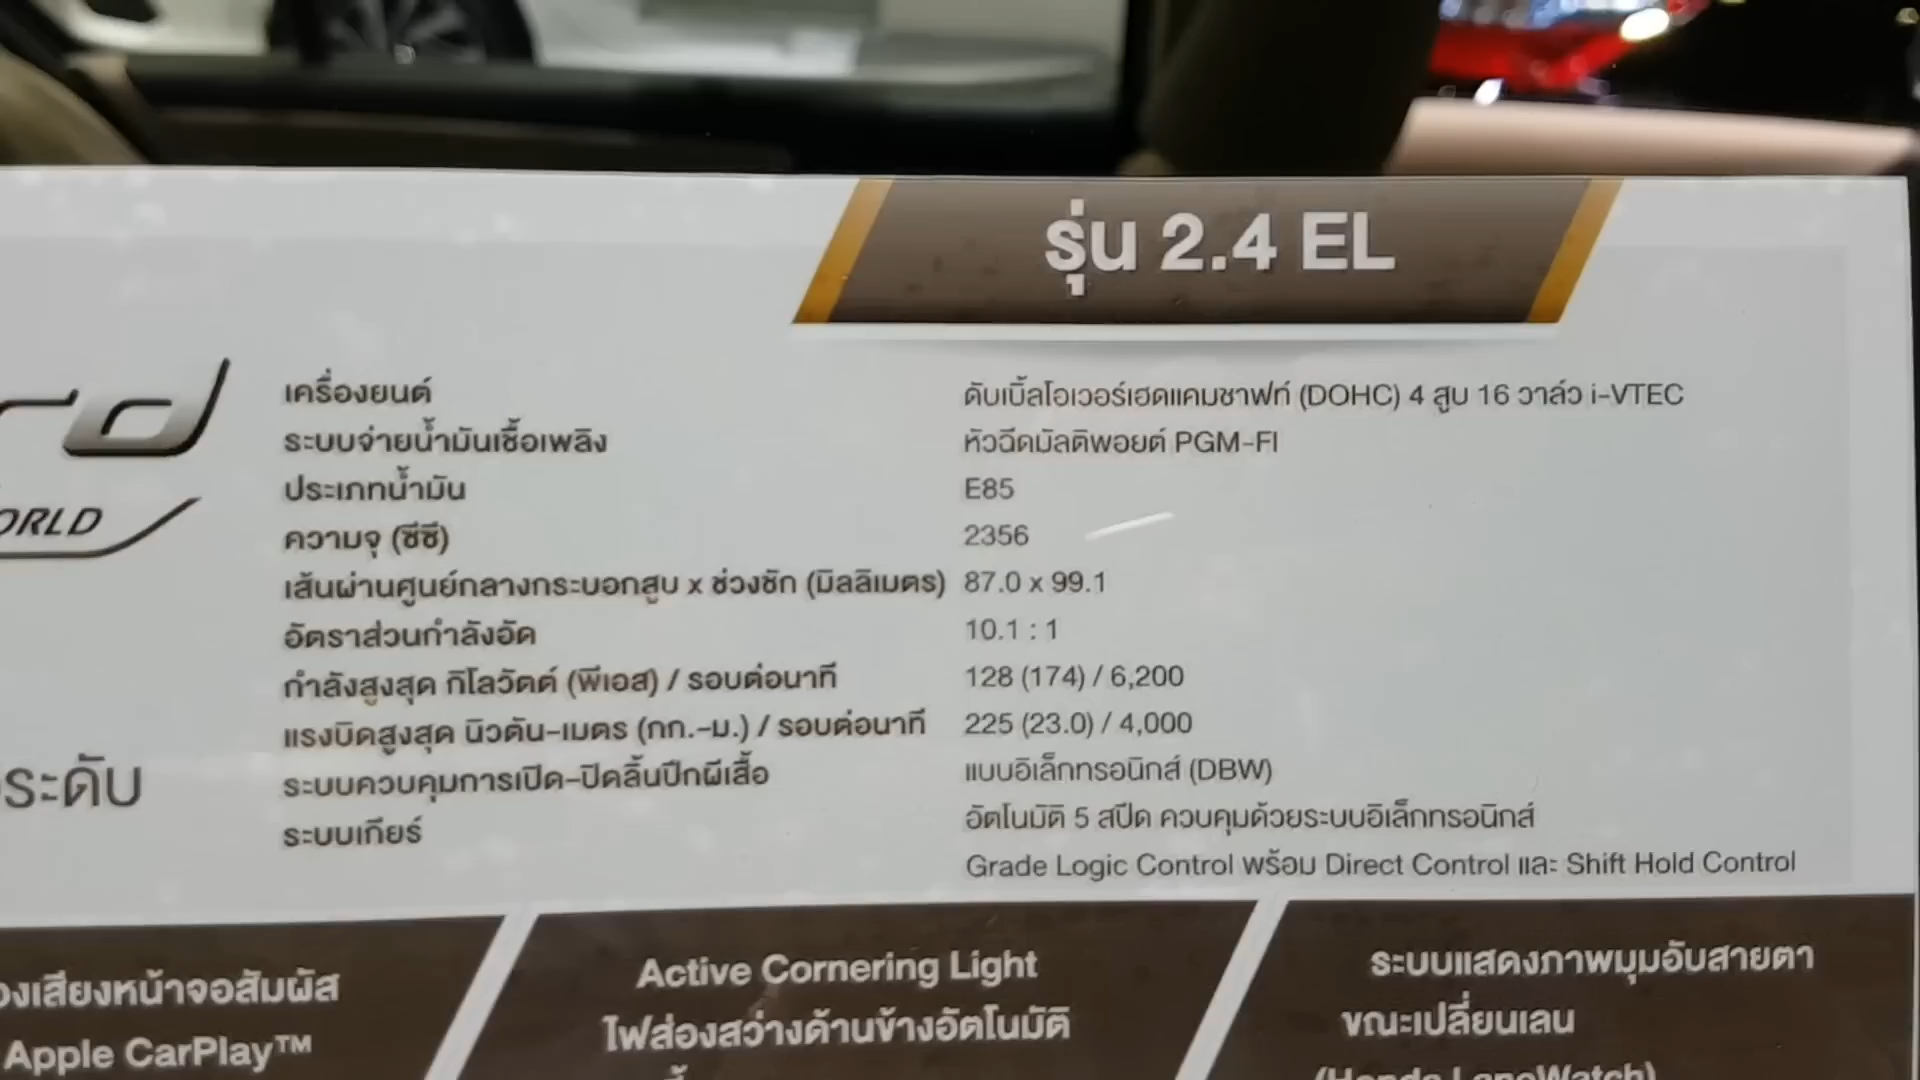 รุ่น 2.4 EL
เครื่องยนต์ ดับเบิ้ลโอเวอร์เฮดแคมชาฟท์ (DOHC) 4 สูบ 16 วาล์ว i-VTEC
ระบบจ่ายน้ำมันเชื้อเพลิง หัวฉีดมัลติพอยต์ PGM-FI
ประเภทน้ำมัน E85
ความจุ (ซีซี) 2356
เส้นผ่านศูนย์กลางกระบอกสูบ x ช่วงชัก (มิลลิเมตร) 87.0 x 99.1
อัตราส่วนกำลังอัด 10.1 : 1
กำลังสูงสุด กิโลวัตต์ (พีเอส) / รอบต่อนาที 128 (174) / 6,200
แรงบิดสูงสุด นิวตัน-เมตร (กก.-ม.) / รอบต่อนาที 225 (23.0) / 4,000
ระบบควบคุมการเปิด-ปิดลิ้นปีกผีเสื้อ แบบอิเล็กทรอนิกส์ (DBW)
ระบบเกียร์ อัตโนมัติ 5 สปีด ควบคุมด้วยระบบอิเล็กทรอนิกส์
Grade Logic Control พร้อม Direct Control และ Shift Hold Control
ORLD
ระดับ
งเสียงหน้าจอสัมผัส
Apple CarPlay™
Active Cornering Light
ไฟส่องสว่างด้านข้างอัตโนมัติ
ระบบแสดงภาพมุมอับสายตา
ขณะเปลี่ยนเลน
(Honda LaneWatch)